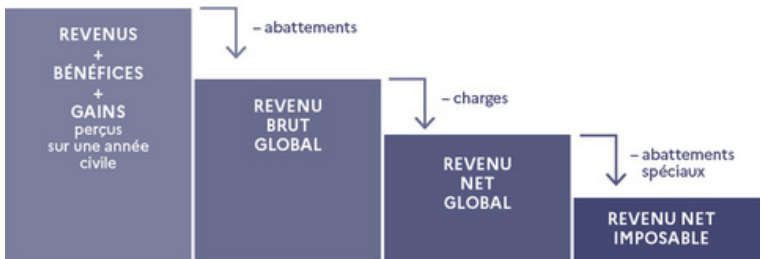 REVENUS
+
BÉNÉFICES
+
GAINS
perçus
sur une année
civile
– abattements
REVENU
BRUT
GLOBAL
– charges
REVENU
NET
GLOBAL
– abattements
spéciaux
REVENU NET
IMPOSABLE